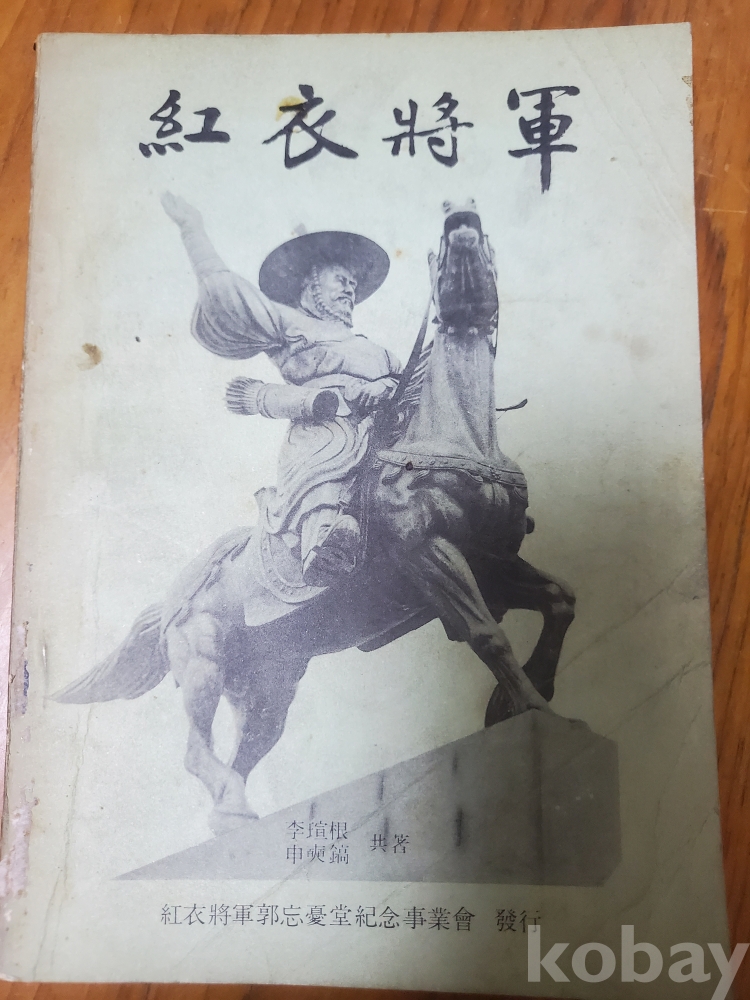 紅衣將軍
李瑄根
申奭鎬 共著
紅衣將軍郭忘憂堂紀念事業會 發行
kobay